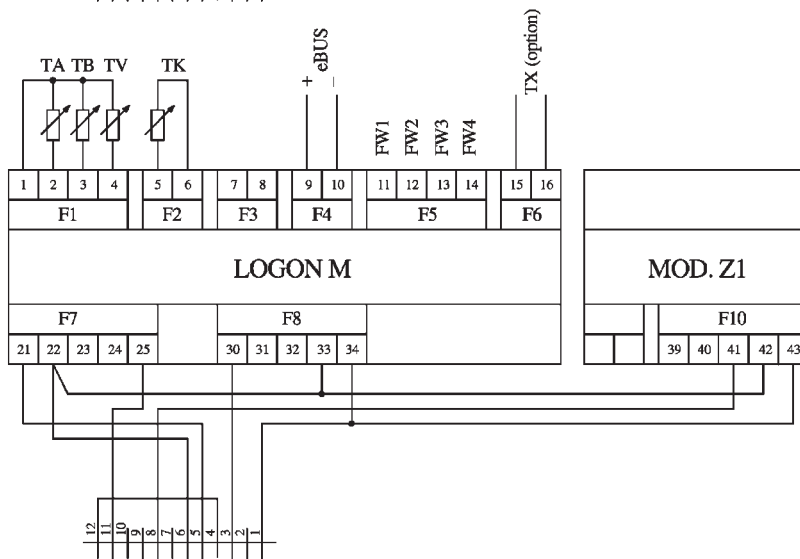 TA TB TV TK
+ eBUS –
TX (option)
FW1 FW2 FW3 FW4
1 2 3 4 5 6 7 8 9 10 11 12 13 14 15 16
F1 F2 F3 F4 F5 F6
LOGON M MOD. Z1
F7 F8 F10
21 22 23 24 25 30 31 32 33 34 39 40 41 42 43
12 11 10 9 8 7 6 5 4 3 2 1